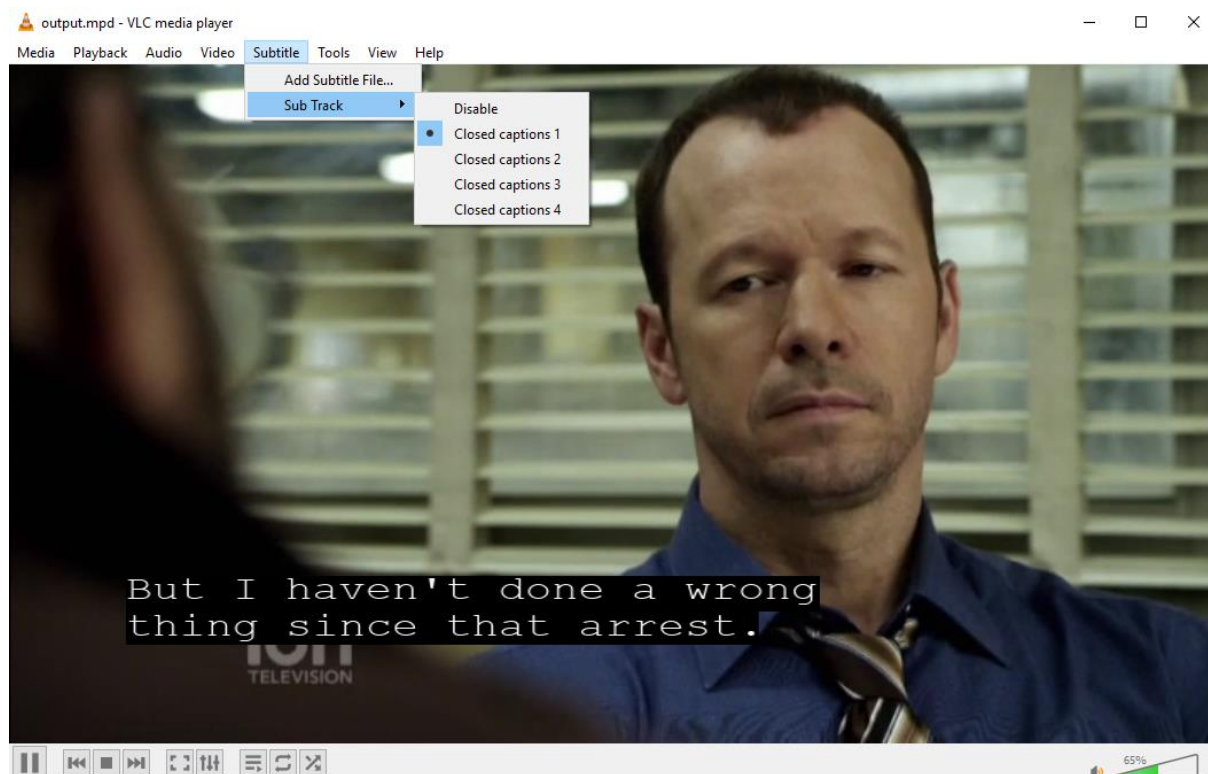 output.mpd - VLC media player
Media Playback Audio Video Subtitle Tools View Help
Add Subtitle File...
Sub Track
Disable
Closed captions 1
Closed captions 2
Closed captions 3
Closed captions 4
But I haven't done a wrong
thing since that arrest.
ion
TELEVISION
65%